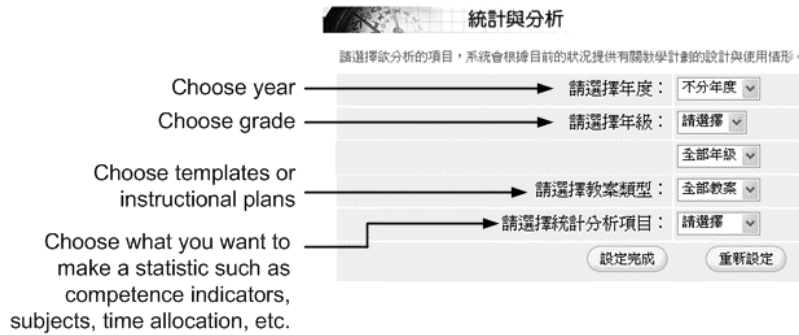 統計與分析
請選擇欲分析的項目，系統會根據目前的狀況提供有關教學計劃的設計與使用情形。
Choose year
請選擇年度： 不分年度
Choose grade
請選擇年級： 請選擇
全部年級
Choose templates or
instructional plans
請選擇教案類型： 全部教案
Choose what you want to
make a statistic such as
competence indicators,
subjects, time allocation, etc.
請選擇統計分析項目： 請選擇
設定完成 重新設定